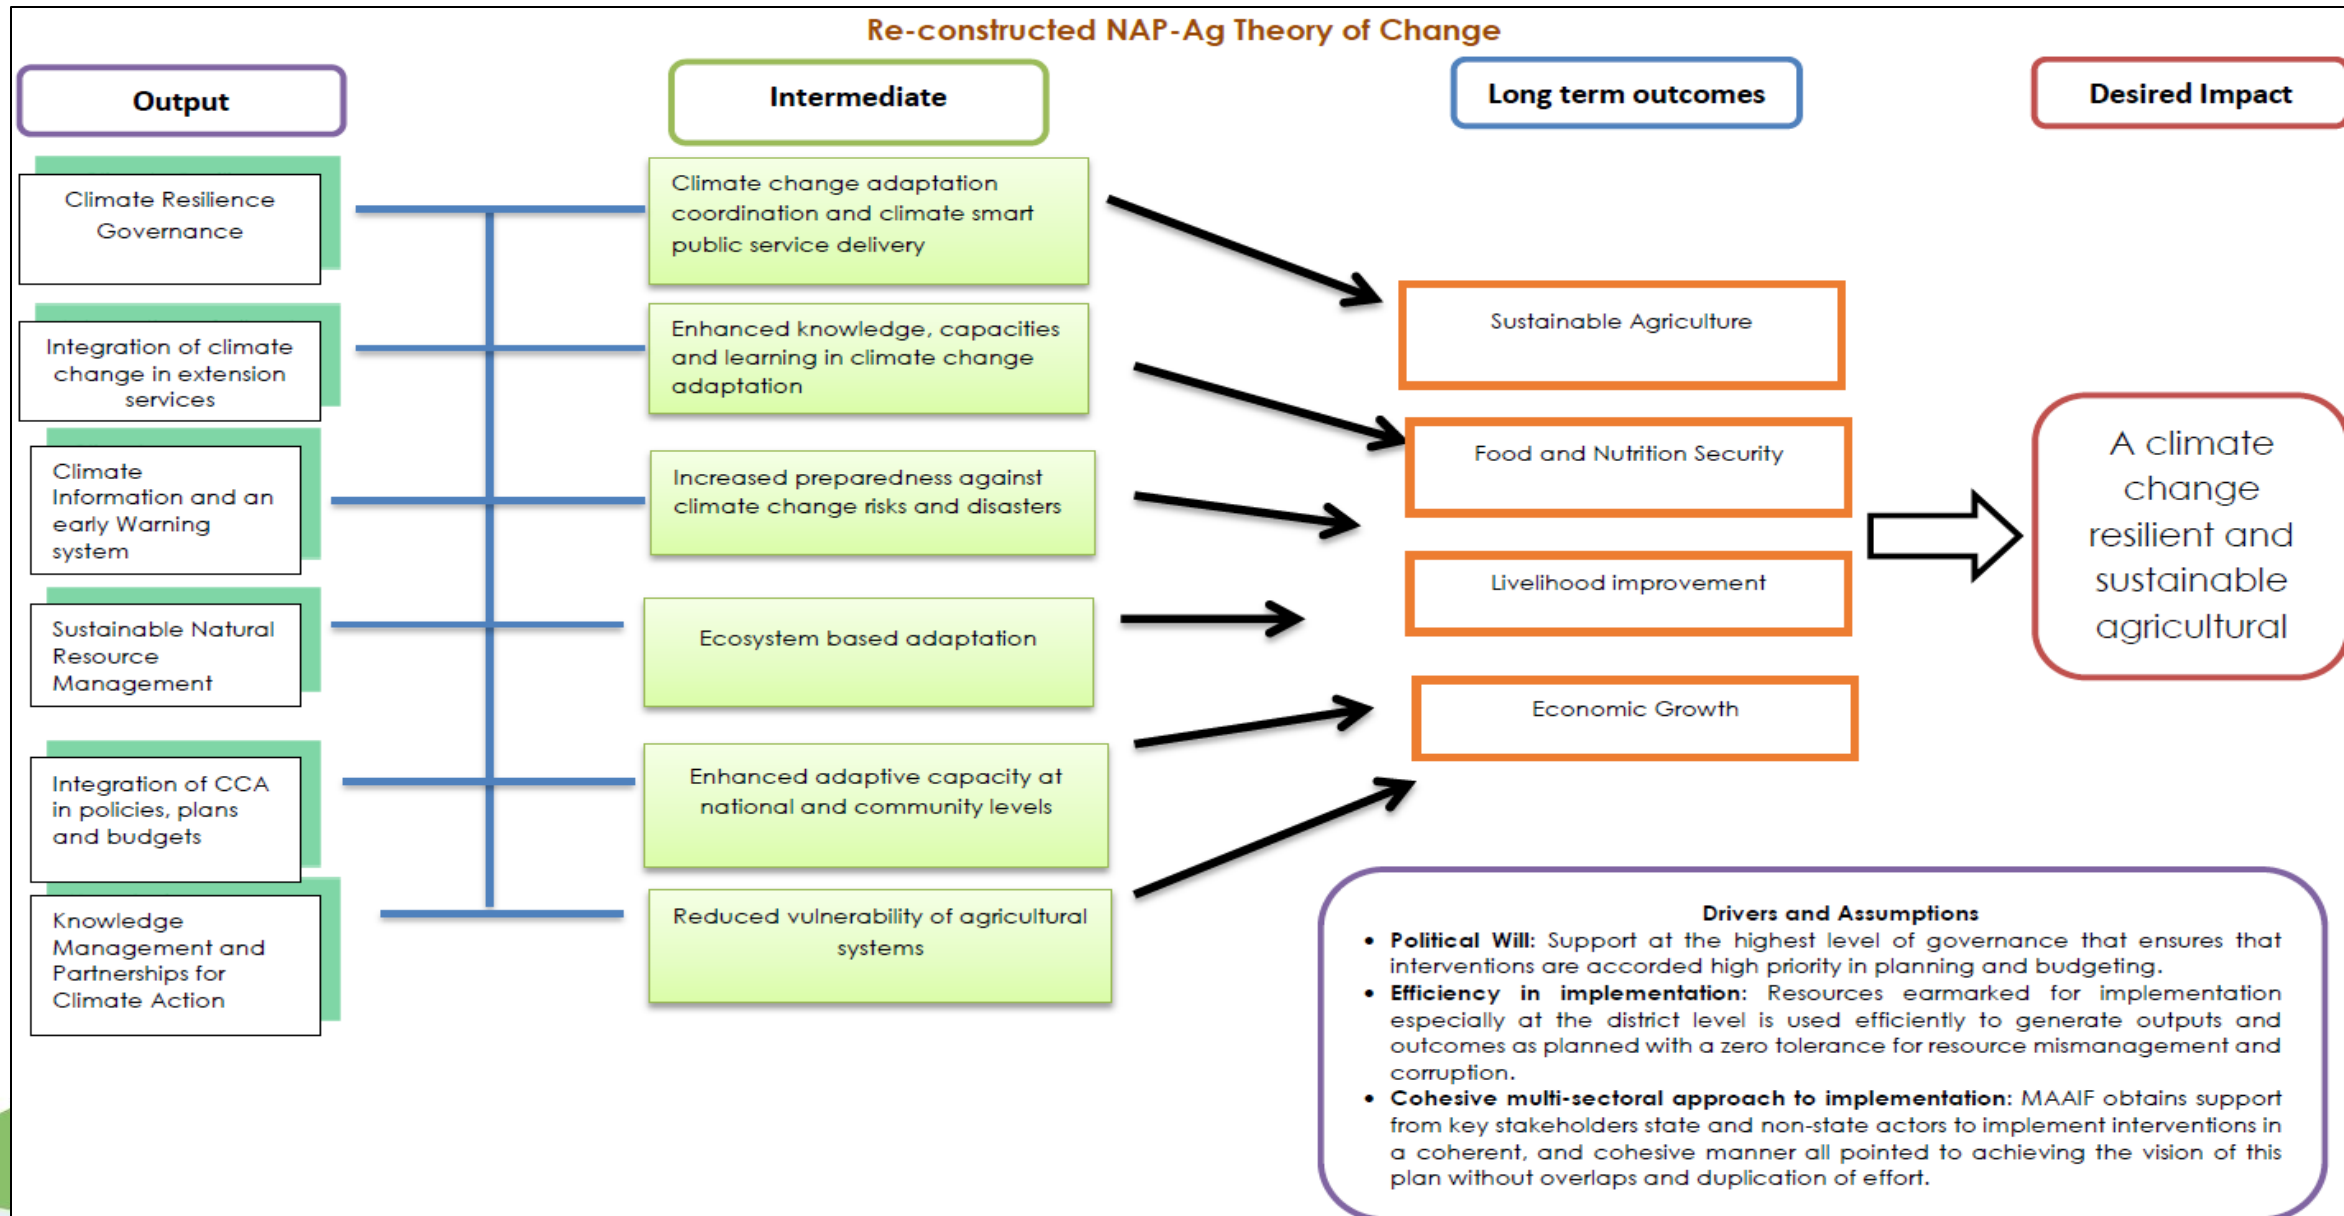 Re-constructed NAP-Ag Theory of Change
Output
Intermediate
Long term outcomes
Desired Impact
Climate Resilience
Governance
Integration of climate
change in extension
services
Climate
Information and an
early Warning
system
Sustainable Natural
Resource
Management
Integration of CCA
in policies, plans
and budgets
Knowledge
Management and
Partnerships for
Climate Action
Climate change adaptation
coordination and climate smart
public service delivery
Enhanced knowledge, capacities
and learning in climate change
adaptation
Increased preparedness against
climate change risks and disasters
Ecosystem based adaptation
Enhanced adaptive capacity at
national and community levels
Reduced vulnerability of agricultural
systems
Sustainable Agriculture
Food and Nutrition Security
Livelihood improvement
Economic Growth
A climate
change
resilient and
sustainable
agricultural
Drivers and Assumptions
• Political Will: Support at the highest level of governance that ensures that
interventions are accorded high priority in planning and budgeting.
• Efficiency in implementation: Resources earmarked for implementation
especially at the district level is used efficiently to generate outputs and
outcomes as planned with a zero tolerance for resource mismanagement and
corruption.
• Cohesive multi-sectoral approach to implementation: MAAIF obtains support
from key stakeholders state and non-state actors to implement interventions in
a coherent, and cohesive manner all pointed to achieving the vision of this
plan without overlaps and duplication of effort.